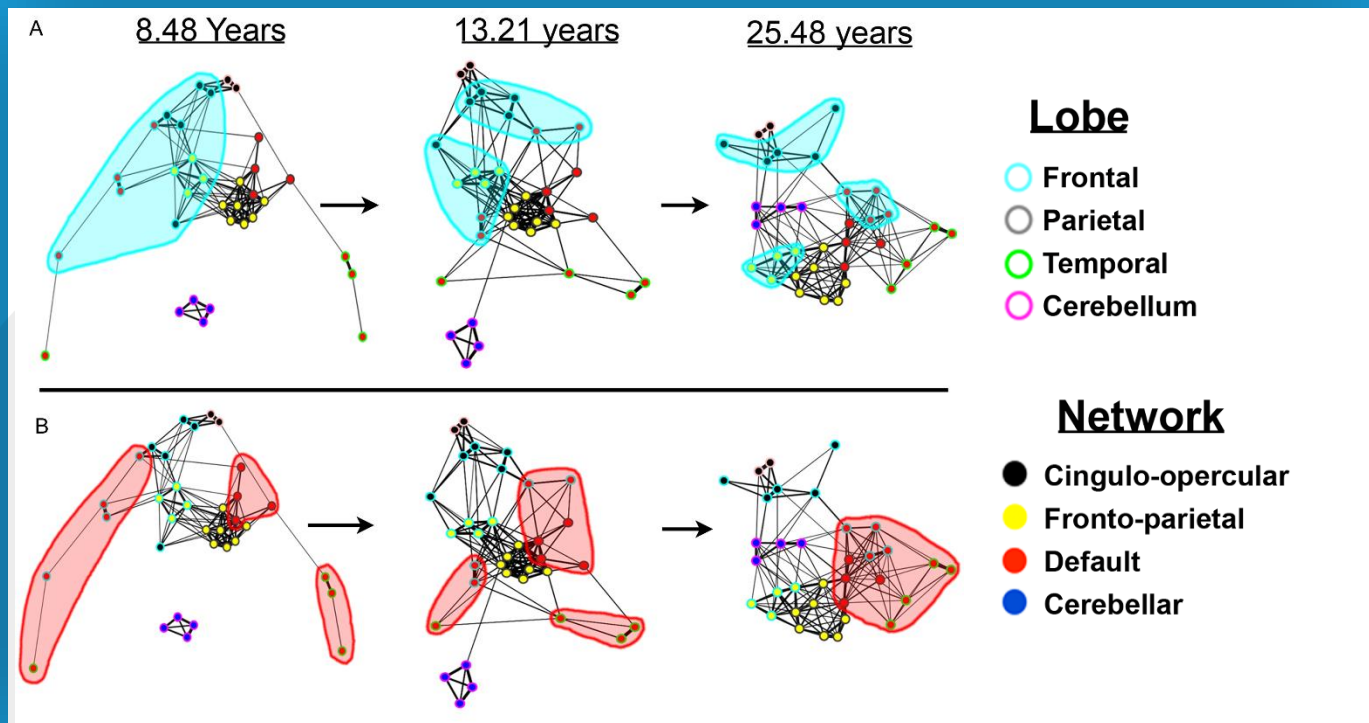 A
8.48 Years
13.21 years
25.48 years
Lobe
Frontal
Parietal
Temporal
Cerebellum
B
Network
Cingulo-opercular
Fronto-parietal
Default
Cerebellar